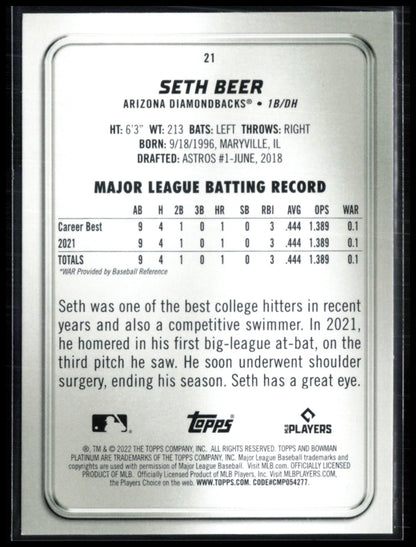 21
SETH BEER
ARIZONA DIAMONDBACKS® • 1B/DH
HT: 6'3" WT: 213 BATS: LEFT THROWS: RIGHT
BORN: 9/18/1996, MARYVILLE, IL
DRAFTED: ASTROS #1-JUNE, 2018
MAJOR LEAGUE BATTING RECORD
AB H 2B 3B HR SB RBI AVG OPS WAR
Career Best 9 4 1 0 1 0 3 .444 1.389 0.1
2021 9 4 1 0 1 0 3 .444 1.389 0.1
TOTALS 9 4 1 0 1 0 3 .444 1.389 0.1
*WAR Provided by Baseball Reference
Seth was one of the best college hitters in recent
years and also a competitive swimmer. In 2021,
he homered in his first big-league at-bat, on the
third pitch he saw. He soon underwent shoulder
surgery, ending his season. Seth has a great eye.
topps®
MLB PLAYERS
®, TM & © 2022 THE TOPPS COMPANY, INC. ALL RIGHTS RESERVED. TOPPS AND BOWMAN
PLATINUM ARE TRADEMARKS OF THE TOPPS COMPANY, INC. Major League Baseball trademarks and
copyrights are used with permission of Major League Baseball. Visit MLB.com. OFFICIALLY LICENSED
PRODUCT OF MLB. Officially Licensed Product of MLB Players, Inc. Visit MLBPLAYERS.com,
the Players Choice on the web. WWW.TOPPS.COM. CODE#CMP054277.